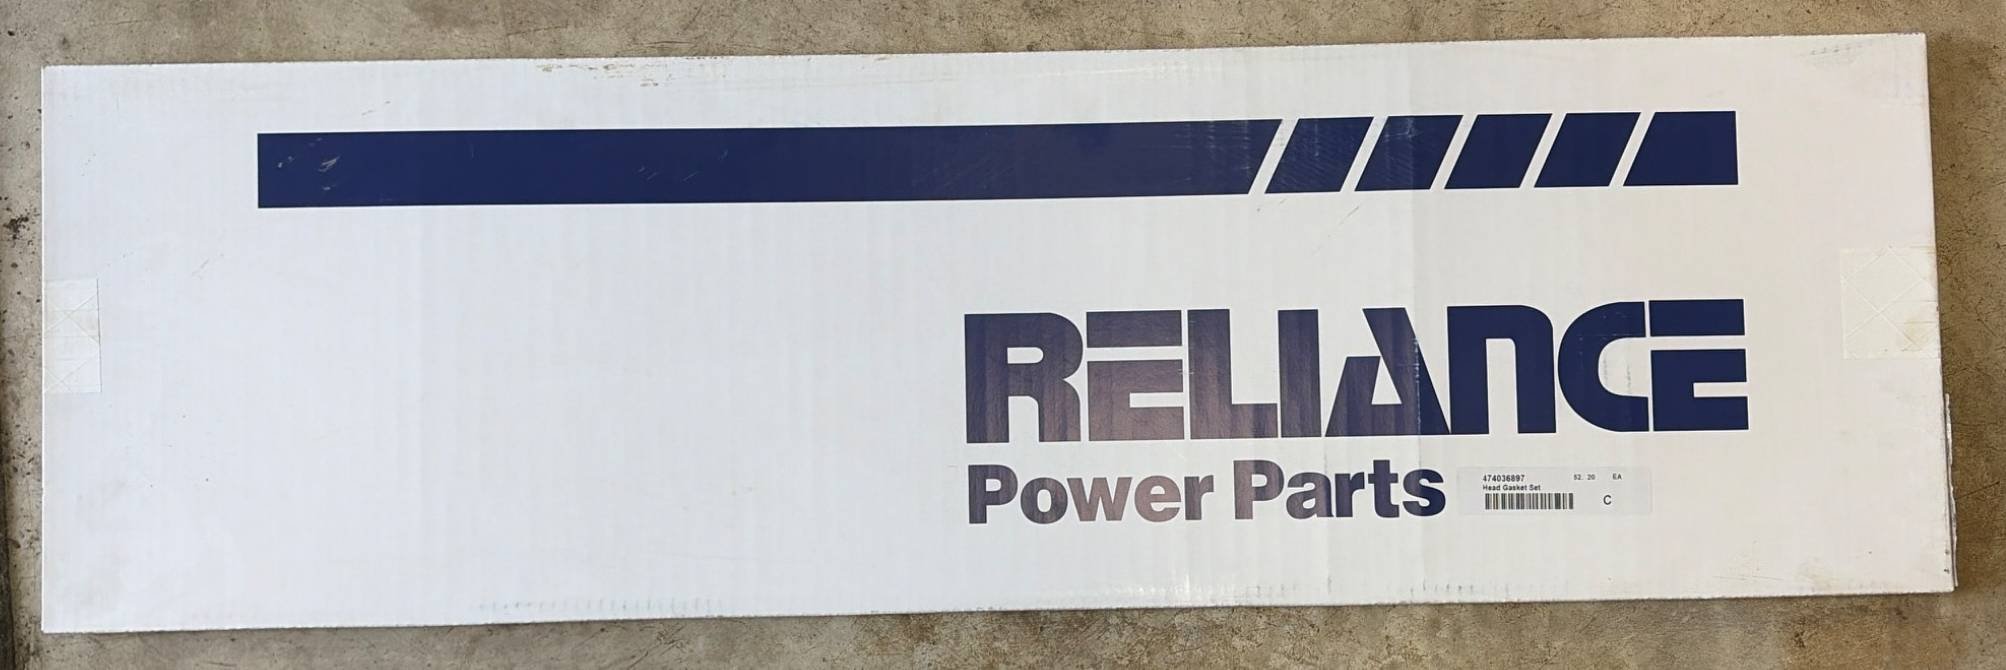 RELIANCE
Power Parts
474036897 52. 20 EA
Head Gasket Set
C